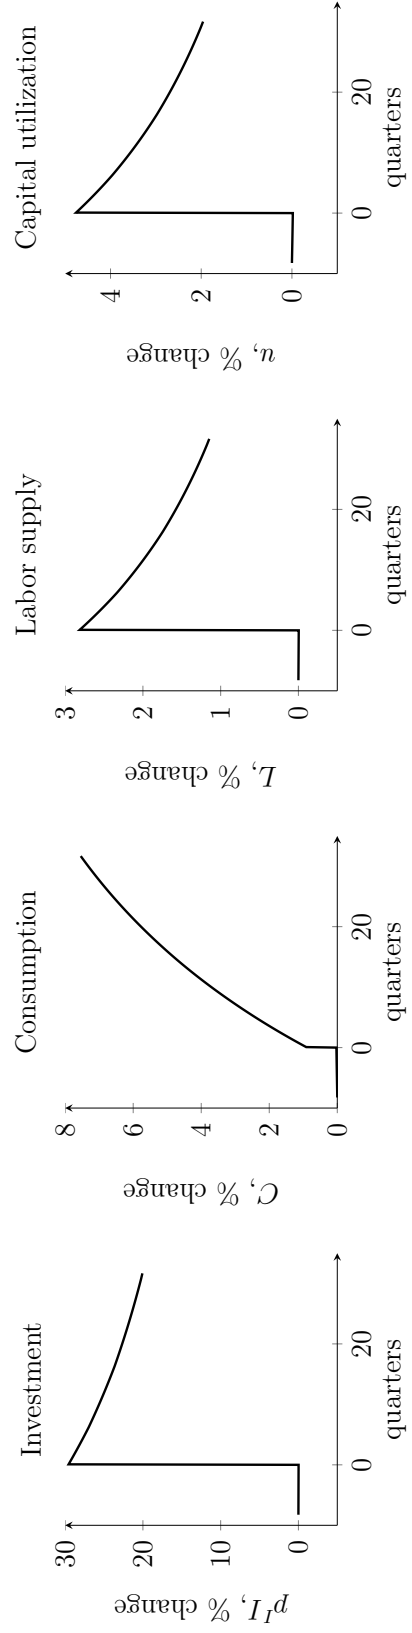 Investment
p^I I, % change
30
20
10
0
0
20
quarters
Consumption
C, % change
8
6
4
2
0
0
20
quarters
Labor supply
L, % change
3
2
1
0
0
20
quarters
Capital utilization
u, % change
4
2
0
0
20
quarters